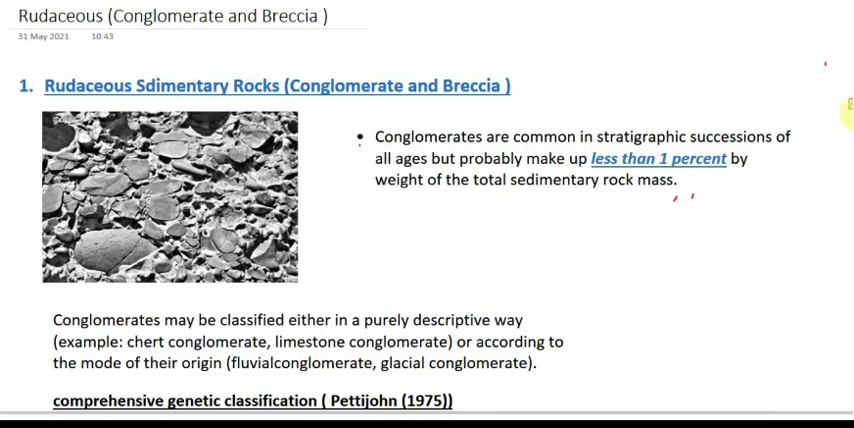 Rudaceous (Conglomerate and Breccia )
31 May 2021 10:43
1. Rudaceous Sdimentary Rocks (Conglomerate and Breccia )
• Conglomerates are common in stratigraphic successions of
all ages but probably make up less than 1 percent by
weight of the total sedimentary rock mass.
Conglomerates may be classified either in a purely descriptive way
(example: chert conglomerate, limestone conglomerate) or according to
the mode of their origin (fluvialconglomerate, glacial conglomerate).
comprehensive genetic classification ( Pettijohn (1975))